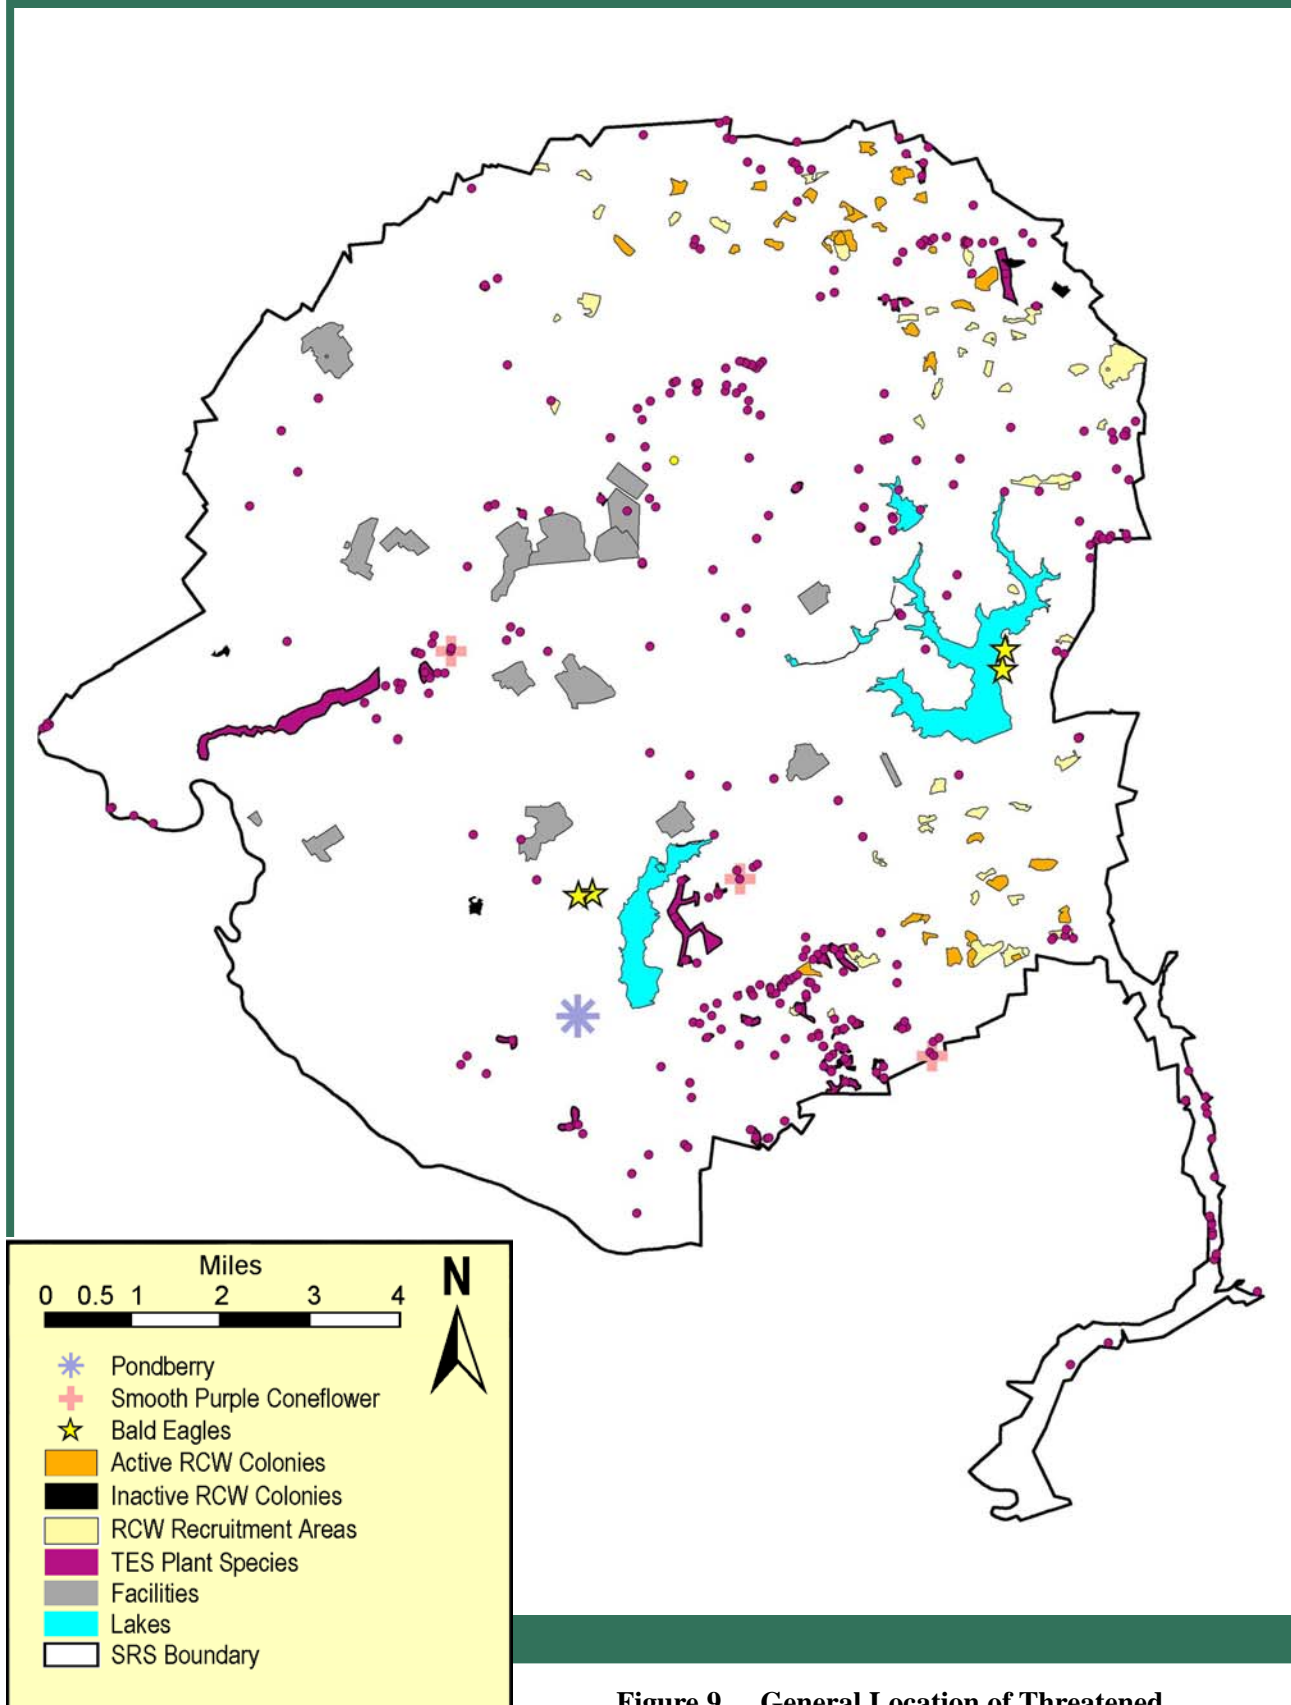 Miles
N
0 0.5 1 2 3 4
Pondberry
Smooth Purple Coneflower
Bald Eagles
Active RCW Colonies
Inactive RCW Colonies
RCW Recruitment Areas
TES Plant Species
Facilities
Lakes
SRS Boundary
Figure 9. General Location of Threatened